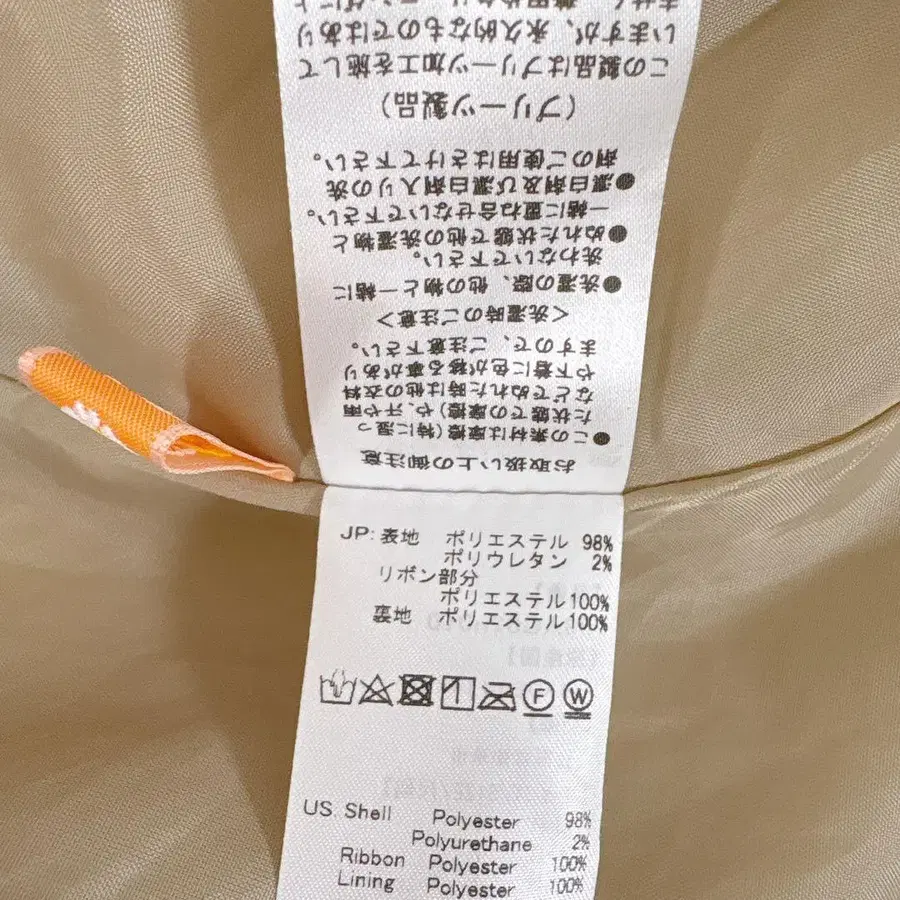 お取扱い上の御注意
●この素材は摩擦(特に湿っ
た状態での摩擦)や、汗や雨
などでぬれた時は他の衣料
や下着に色が移る事があり
ますので、ご注意下さい。
<洗濯時のご注意>
●洗濯の際、他の物と一緒に
洗わないで下さい。
●ぬれた状態で他の洗濯物と
一緒に重ね合せないで下さい。
●漂白剤及び漂白剤入りの洗
剤のご使用はさけて下さい。
(プリーツ製品)
この製品はプリーツ加工を施して
いますが、永久的なものではあり
ません
JP: 表地 ポリエステル 98%
ポリウレタン 2%
リボン部分
ポリエステル 100%
裏地 ポリエステル 100%
F W
US. Shell Polyester 98%
Polyurethane 2%
Ribbon Polyester 100%
Lining Polyester 100%